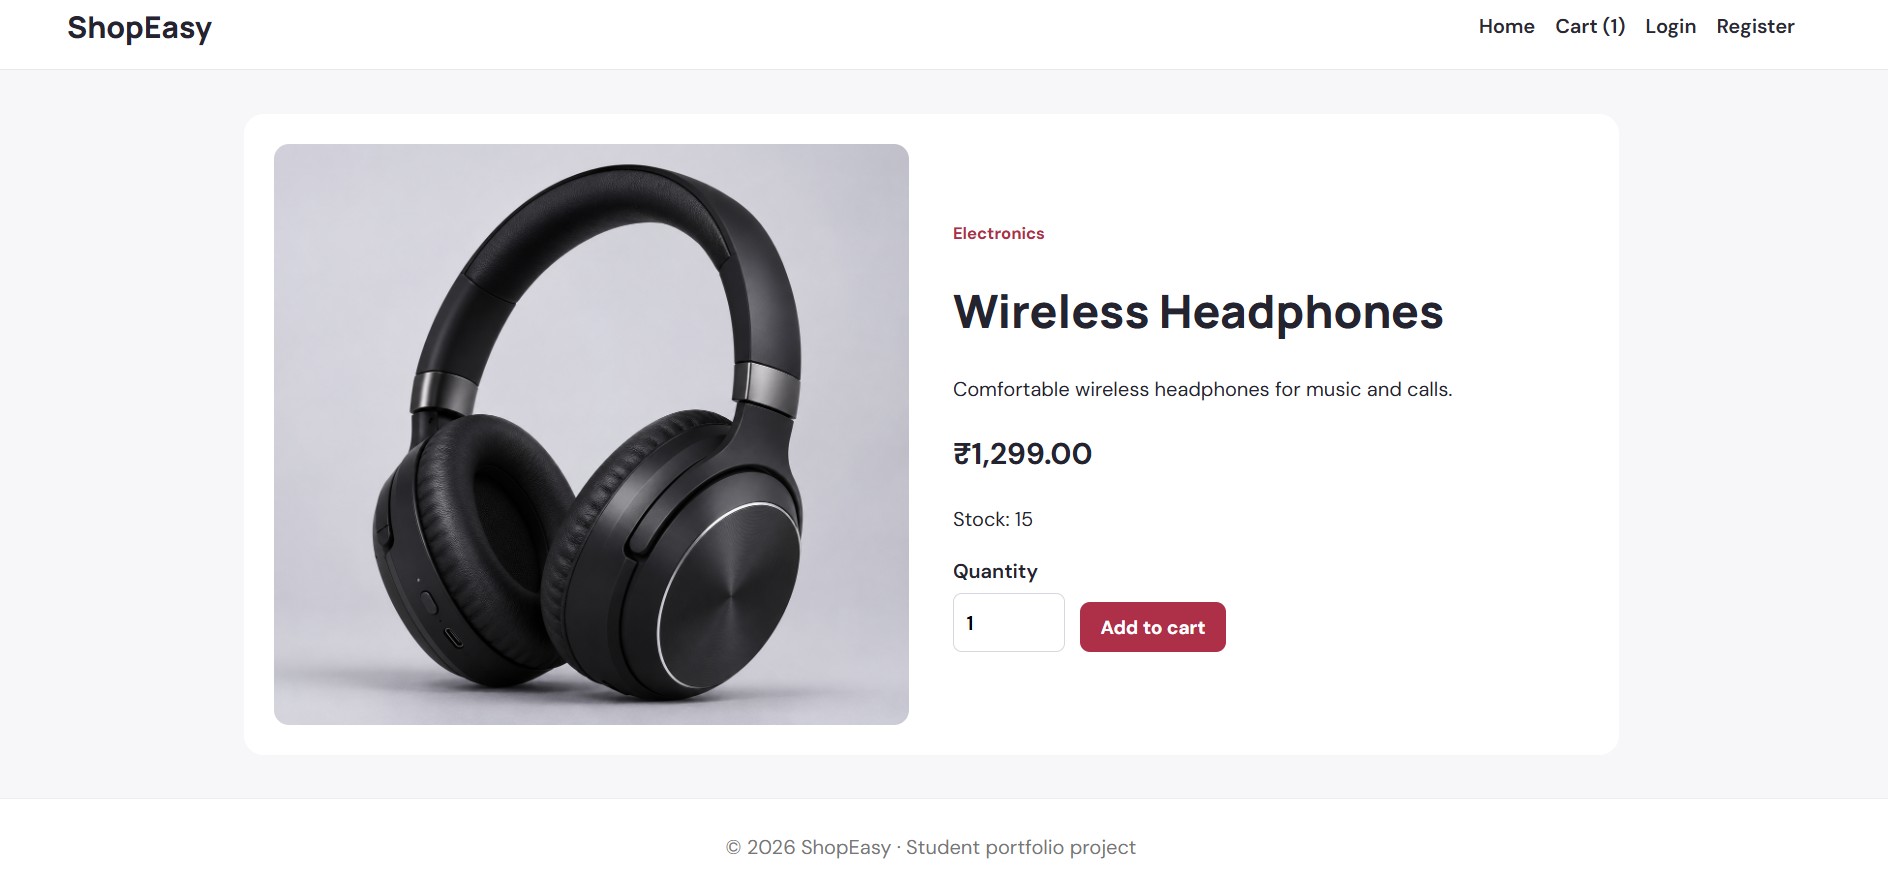 ShopEasy
Home Cart (1) Login Register
Electronics
Wireless Headphones
Comfortable wireless headphones for music and calls.
₹1,299.00
Stock: 15
Quantity
1
Add to cart
© 2026 ShopEasy · Student portfolio project